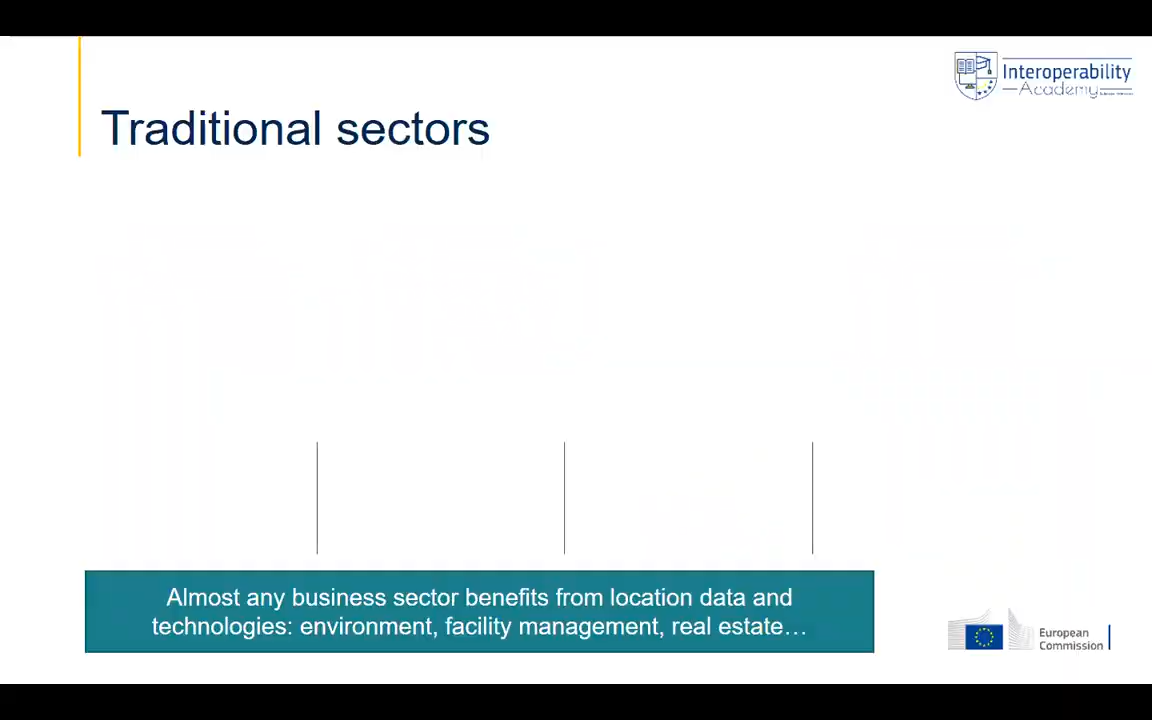 Interoperability
Academy
Traditional sectors
Almost any business sector benefits from location data and
technologies: environment, facility management, real estate…
European
Commission